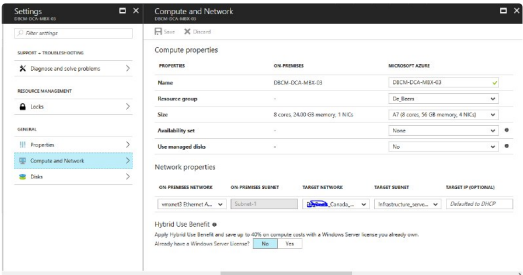 Settings
DBCM-DCA-MBX-03
Filter settings
SUPPORT + TROUBLESHOOTING
Diagnose and solve problems
RESOURCE MANAGEMENT
Locks
GENERAL
Properties
Compute and Network
Disks
Compute and Network
DBCM-DCA-MBX-03
Save Discard
Compute properties
PROPERTIES ON-PREMISES MICROSOFT AZURE
Name DBCM-DCA-MBX-03 DBCM-DCA-MBX-03
Resource group - De_Beers
Size 8 cores, 24.00 GB memory, 1 NICs A7 (8 cores, 56 GB memory, 4 NICs)
Availability set - None
Use managed disks - No
Network properties
ON-PREMISES NETWORK ON-PREMISES SUBNET TARGET NETWORK TARGET SUBNET TARGET IP (OPTIONAL)
vmxnet3 Ethernet A... Subnet-1 _Canada_... Infrastructure_serve... Defaulted to DHCP
Hybrid Use Benefit
Apply Hybrid Use Benefit and save up to 40% on compute costs with a Windows Server license you already own.
Already have a Windows Server License? No Yes